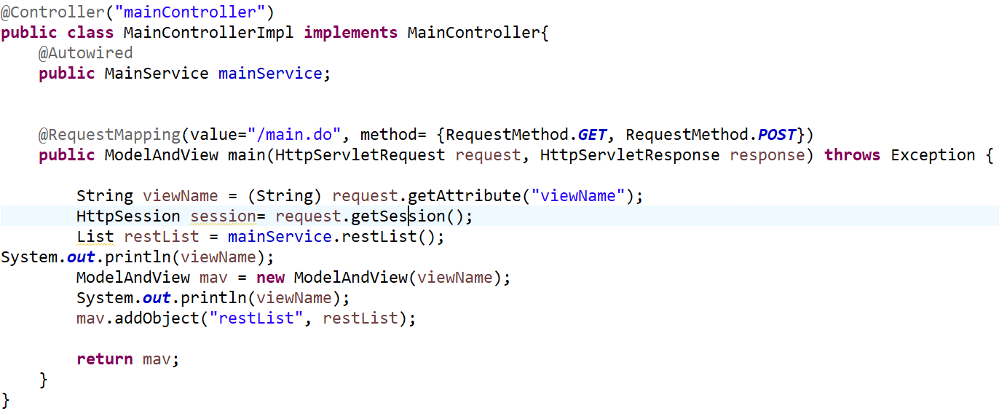 @Controller("mainController")
public class MainControllerImpl implements MainController{
    @Autowired
    public MainService mainService;

    @RequestMapping(value="/main.do", method= {RequestMethod.GET, RequestMethod.POST})
    public ModelAndView main(HttpServletRequest request, HttpServletResponse response) throws Exception {

        String viewName = (String) request.getAttribute("viewName");
        HttpSession session= request.getSession();
        List restList = mainService.restList();
System.out.println(viewName);
        ModelAndView mav = new ModelAndView(viewName);
        System.out.println(viewName);
        mav.addObject("restList", restList);

        return mav;
    }
}